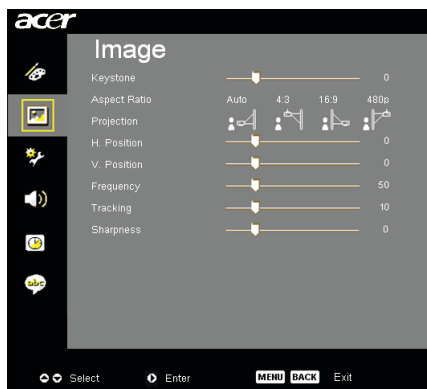 acer
Image
Keystone 0
Aspect Ratio Auto 4:3 16:9 480p
Projection
H. Position 0
V. Position 0
Frequency 50
Tracking 10
Sharpness 0
abc
Select Enter MENU BACK Exit